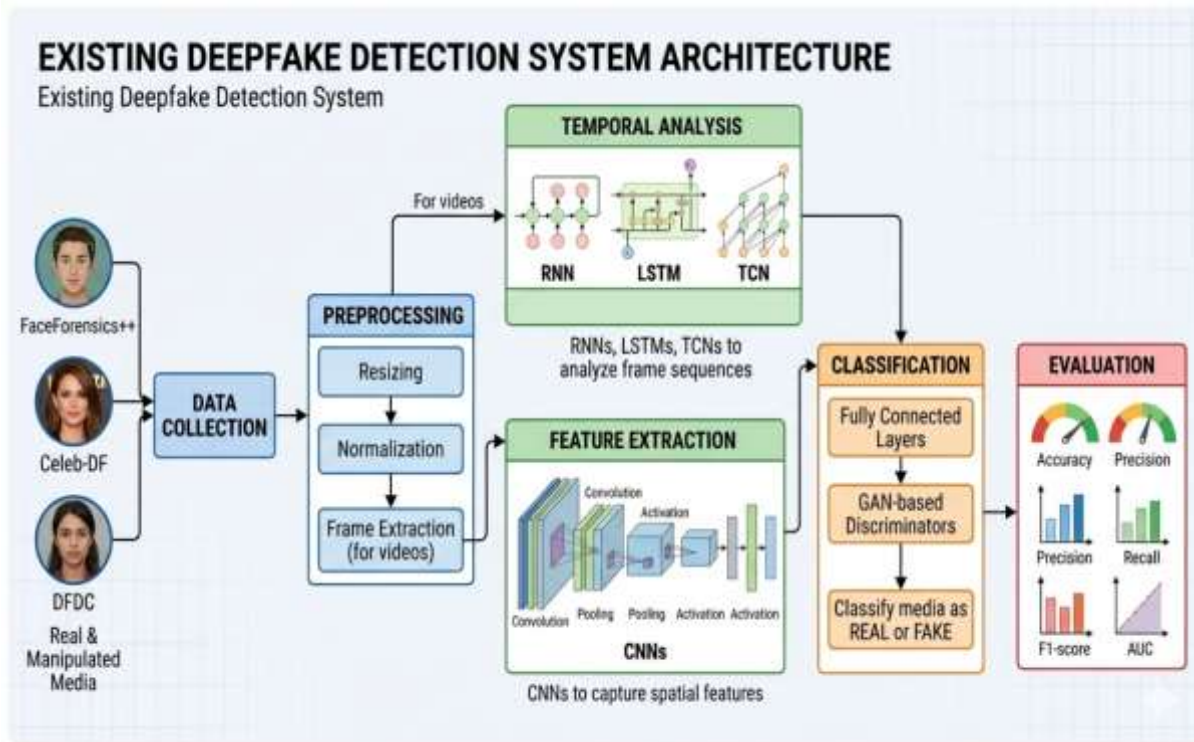 EXISTING DEEPFAKE DETECTION SYSTEM ARCHITECTURE
Existing Deepfake Detection System
FaceForensics++
Celeb-DF
DFDC
Real &
Manipulated
Media
DATA
COLLECTION
PREPROCESSING
Resizing
Normalization
Frame Extraction
(for videos)
For videos
TEMPORAL ANALYSIS
RNN
LSTM
TCN
RNNs, LSTMs, TCNs to
analyze frame sequences
FEATURE EXTRACTION
Convolution
Activation
Convolution
Pooling
Pooling
Activation
Activation
CNNs
CNNs to capture spatial features
CLASSIFICATION
Fully Connected
Layers
GAN-based
Discriminators
Classify media as
REAL or FAKE
EVALUATION
Accuracy
Precision
Precision
Recall
F1-score
AUC